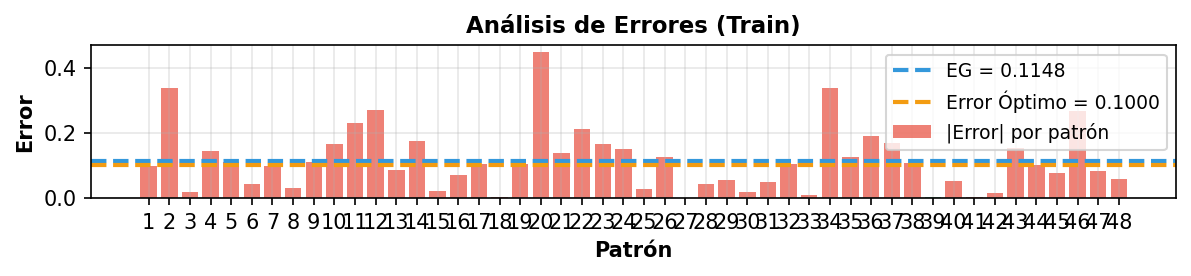 Análisis de Errores (Train)
EG = 0.1148
Error Óptimo = 0.1000
|Error| por patrón
Error
0.4
0.2
0.0
1 2 3 4 5 6 7 8 9 10 11 12 13 14 15 16 17 18 19 20 21 22 23 24 25 26 27 28 29 30 31 32 33 34 35 36 37 38 39 40 41 42 43 44 45 46 47 48
Patrón